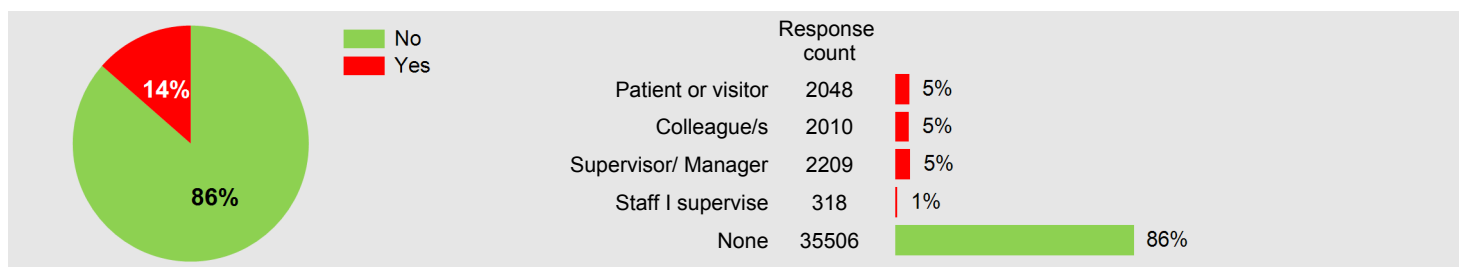 14%
86%
No
Yes
Response
count
Patient or visitor 2048 5%
Colleague/s 2010 5%
Supervisor/ Manager 2209 5%
Staff I supervise 318 1%
None 35506 86%